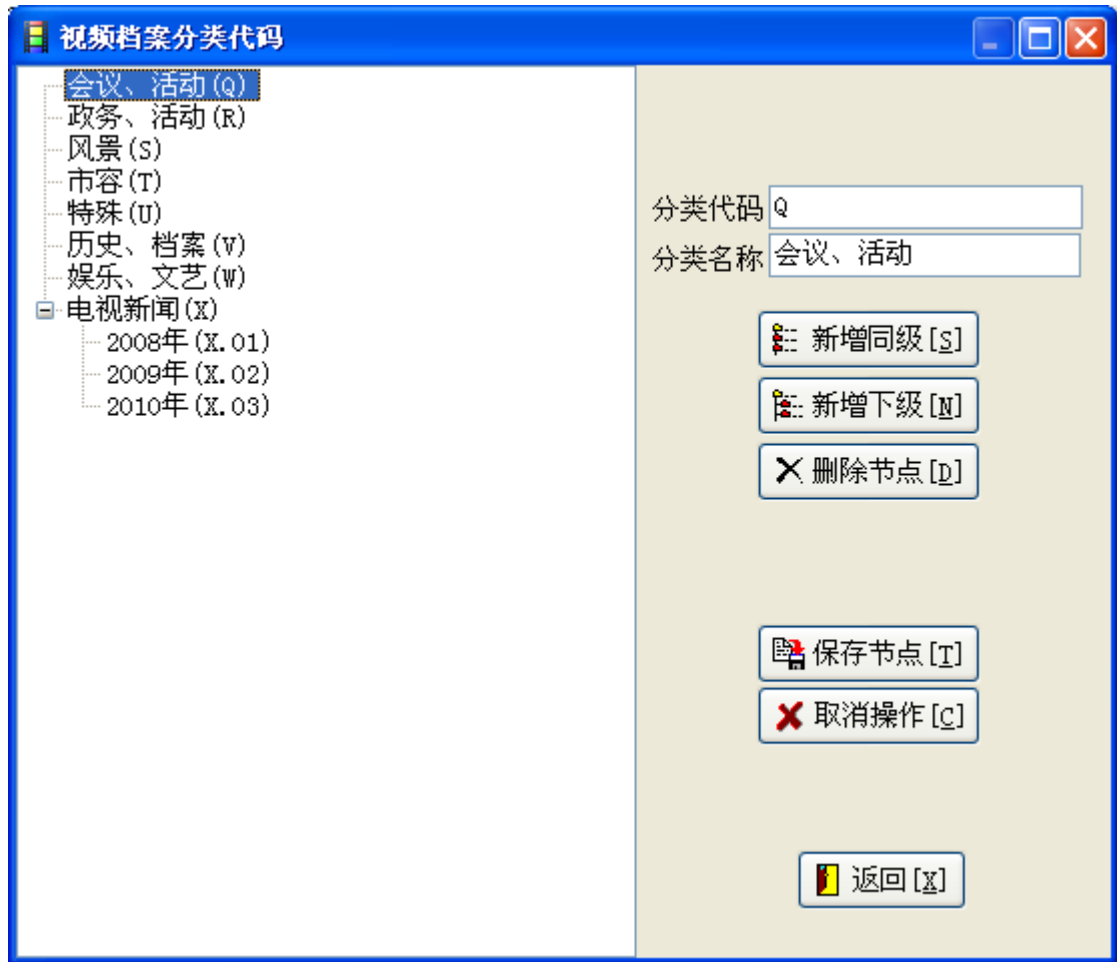 视频档案分类代码
会议、活动(Q)
政务、活动(R)
风景(S)
市容(T)
特殊(U)
历史、档案(V)
娱乐、文艺(W)
电视新闻(X)
2008年(X.01)
2009年(X.02)
2010年(X.03)
分类代码 Q
分类名称 会议、活动
新增同级[S]
新增下级[N]
删除节点[D]
保存节点[T]
取消操作[C]
返回[X]